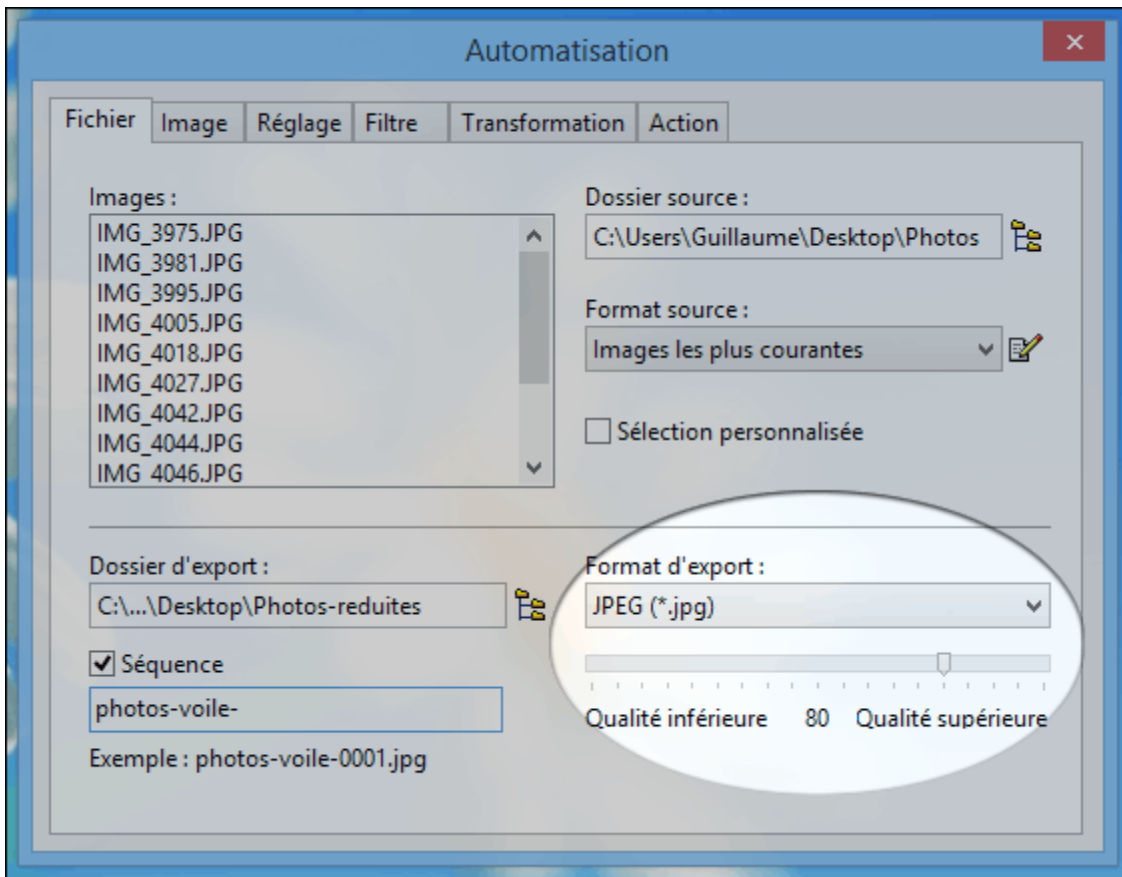 Automatisation
Fichier Image Réglage Filtre Transformation Action
Images :
IMG_3975.JPG
IMG_3981.JPG
IMG_3995.JPG
IMG_4005.JPG
IMG_4018.JPG
IMG_4027.JPG
IMG_4042.JPG
IMG_4044.JPG
IMG_4046.JPG
Dossier source :
C:\Users\Guillaume\Desktop\Photos
Format source :
Images les plus courantes
Sélection personnalisée
Dossier d'export :
C:\...\Desktop\Photos-reduites
Séquence
photos-voile-
Exemple : photos-voile-0001.jpg
Format d'export :
JPEG (*.jpg)
Qualité inférieure 80 Qualité supérieure